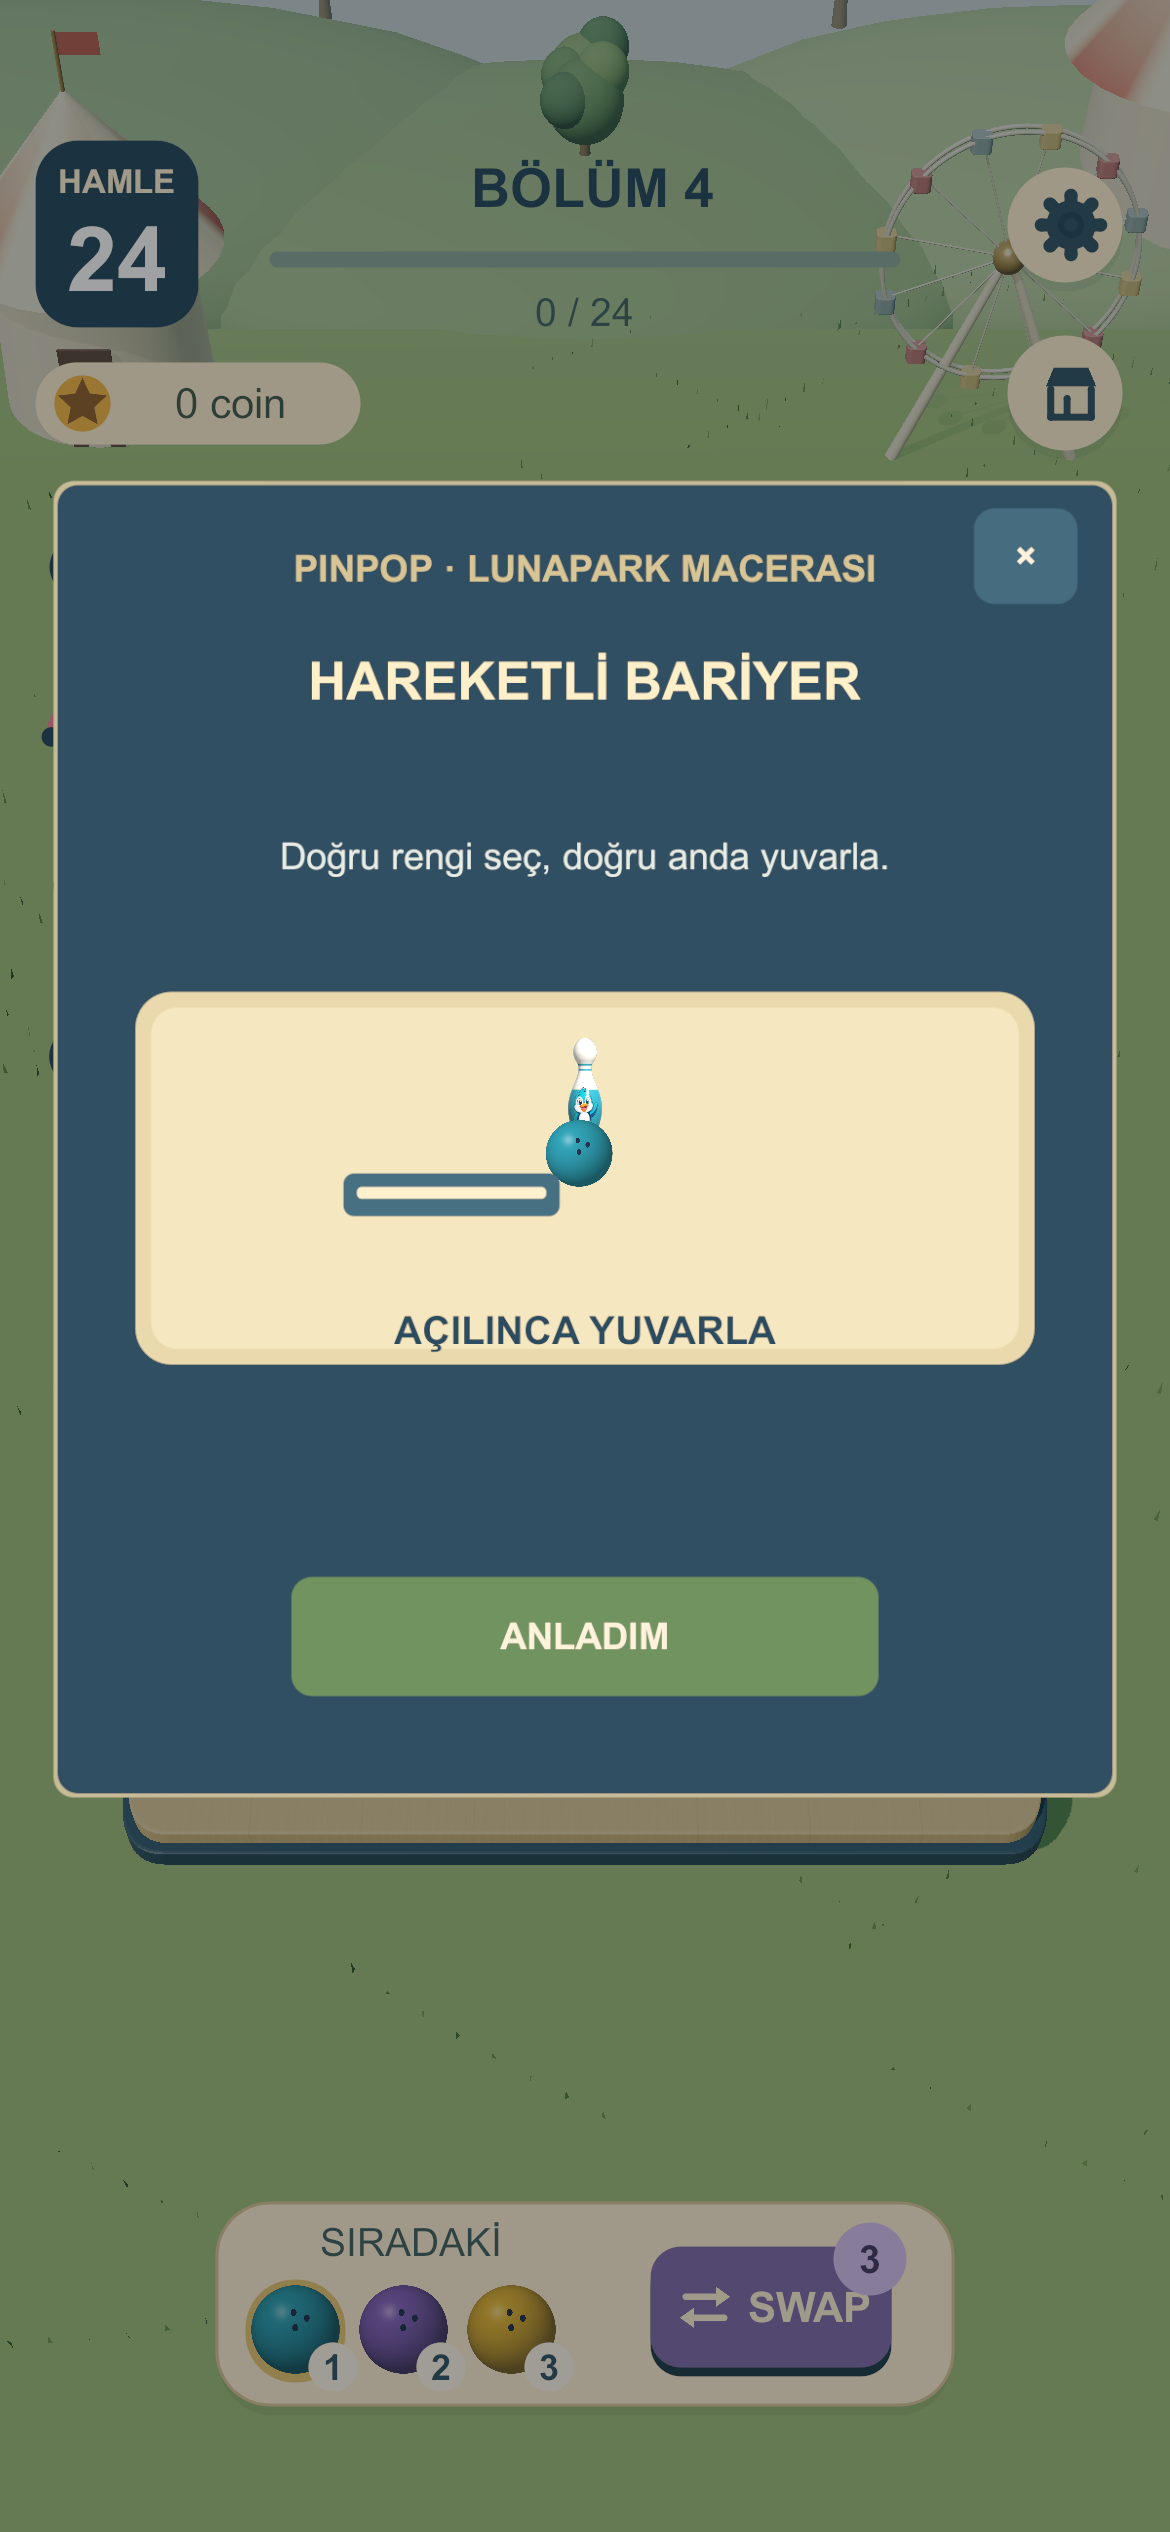 HAMLE
24
BÖLÜM 4
0 / 24
0 coin
PINPOP · LUNAPARK MACERASI
×
HAREKETLİ BARİYER
Doğru rengi seç, doğru anda yuvarla.
AÇILINCA YUVARLA
ANLADIM
SIRADAKİ
1
2
3
3
SWAP